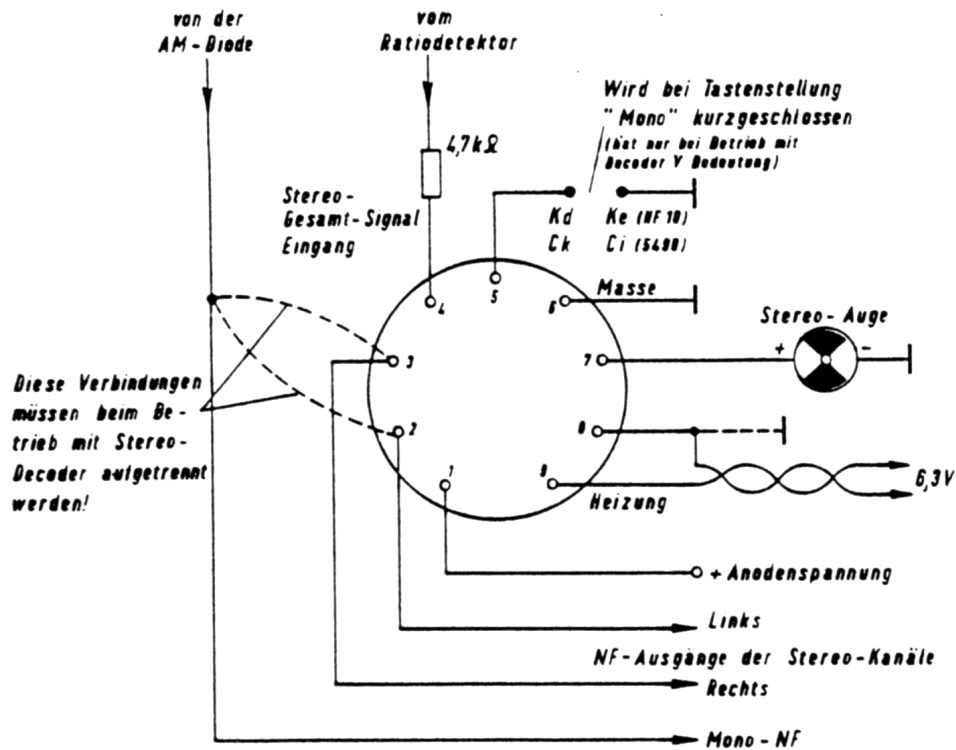 von der
AM-Diode
vom
Ratiodetektor
Wird bei Tastenstellung
"Mono" kurzgeschlossen
(hat nur bei Betrieb mit
Decoder V Bedeutung)
4,7kΩ
Stereo-
Gesamt-Signal
Eingang
Kd Ke (NF 10)
Ck Ci (5490)
4
5
6
Masse
Stereo-Auge
3
7
+ -
Diese Verbindungen
müssen beim Be-
trieb mit Stereo-
Decoder aufgetrennt
werden!
2
8
1
9
Heizung
6,3V
+ Anodenspannung
Links
NF-Ausgänge der Stereo-Kanäle
Rechts
Mono-NF